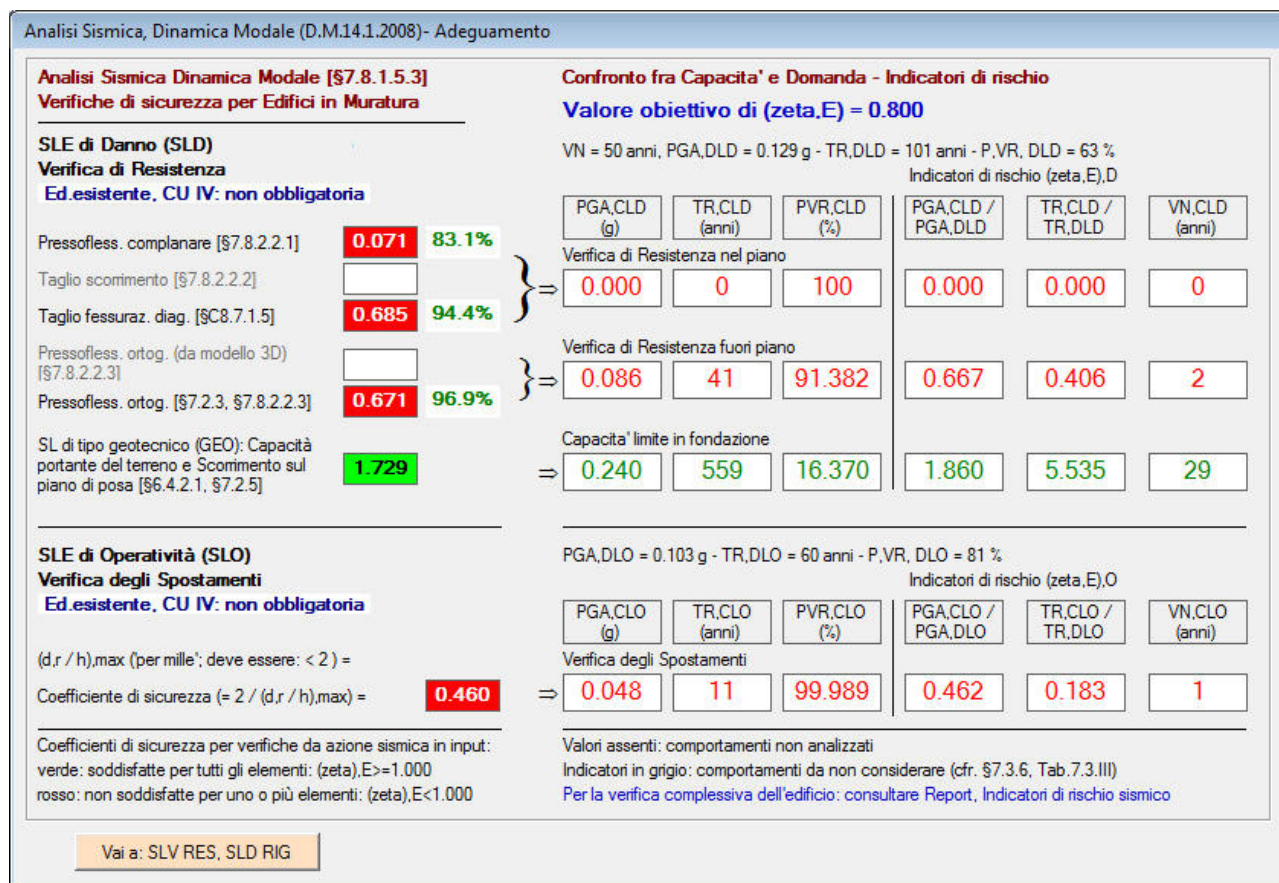 Analisi Sismica, Dinamica Modale (D.M.14.1.2008)- Adeguamento
Analisi Sismica Dinamica Modale [§7.8.1.5.3]
Verifiche di sicurezza per Edifici in Muratura
Confronto fra Capacita' e Domanda - Indicatori di rischio
Valore obiettivo di (zeta,E) = 0.800
SLE di Danno (SLD)
Verifica di Resistenza
Ed.esistente, CU IV: non obbligatoria
VN = 50 anni, PGA,DLD = 0.129 g - TR,DLD = 101 anni - P,VR, DLD = 63 %
Indicatori di rischio (zeta,E),D
PGA,CLD (g)
TR,CLD (anni)
PVR,CLD (%)
PGA,CLD / PGA,DLD
TR,CLD / TR,DLD
VN,CLD (anni)
Pressofless. complanare [§7.8.2.2.1] 0.071 83.1%
Taglio scorrimento [§7.8.2.2.2]
Taglio fessuraz. diag. [§C8.7.1.5] 0.685 94.4%
Verifica di Resistenza nel piano
} ⇒ 0.000 0 100 0.000 0.000 0
Pressofless. ortog. (da modello 3D)
[§7.8.2.2.3]
Pressofless. ortog. [§7.2.3, §7.8.2.2.3] 0.671 96.9%
Verifica di Resistenza fuori piano
} ⇒ 0.086 41 91.382 0.667 0.406 2
SL di tipo geotecnico (GEO): Capacità
portante del terreno e Scorrimento sul
piano di posa [§6.4.2.1, §7.2.5]
1.729
Capacita' limite in fondazione
⇒ 0.240 559 16.370 1.860 5.535 29
SLE di Operatività (SLO)
Verifica degli Spostamenti
Ed.esistente, CU IV: non obbligatoria
PGA,DLO = 0.103 g - TR,DLO = 60 anni - P,VR, DLO = 81 %
Indicatori di rischio (zeta,E),O
PGA,CLO (g)
TR,CLO (anni)
PVR,CLO (%)
PGA,CLO / PGA,DLO
TR,CLO / TR,DLO
VN,CLO (anni)
(d,r / h),max ('per mille'; deve essere: < 2 ) =
Coefficiente di sicurezza (= 2 / (d,r / h),max) = 0.460
Verifica degli Spostamenti
⇒ 0.048 11 99.989 0.462 0.183 1
Coefficienti di sicurezza per verifiche da azione sismica in input:
verde: soddisfatte per tutti gli elementi: (zeta),E>=1.000
rosso: non soddisfatte per uno o più elementi: (zeta),E<1.000
Valori assenti: comportamenti non analizzati
Indicatori in grigio: comportamenti da non considerare (cfr. §7.3.6, Tab.7.3.III)
Per la verifica complessiva dell'edificio: consultare Report, Indicatori di rischio sismico
Vai a: SLV RES, SLD RIG